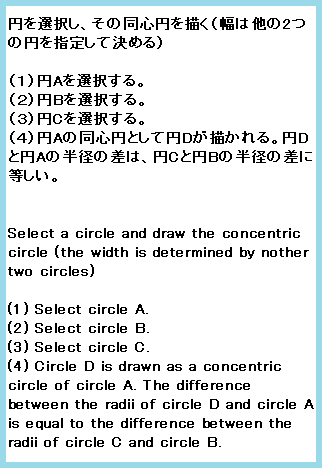 円を選択し、その同心円を描く（幅は他の2つ
の円を指定して決める）
（1）円Aを選択する。
（2）円Bを選択する。
（3）円Cを選択する。
（4）円Aの同心円として円Dが描かれる。円D
と円Aの半径の差は、円Cと円Bの半径の差に
等しい。
Select a circle and draw the concentric
circle (the width is determined by nother
two circles)
(1) Select circle A.
(2) Select circle B.
(3) Select circle C.
(4) Circle D is drawn as a concentric
circle of circle A. The difference
between the radii of circle D and circle A
is equal to the difference between the
radii of circle C and circle B.